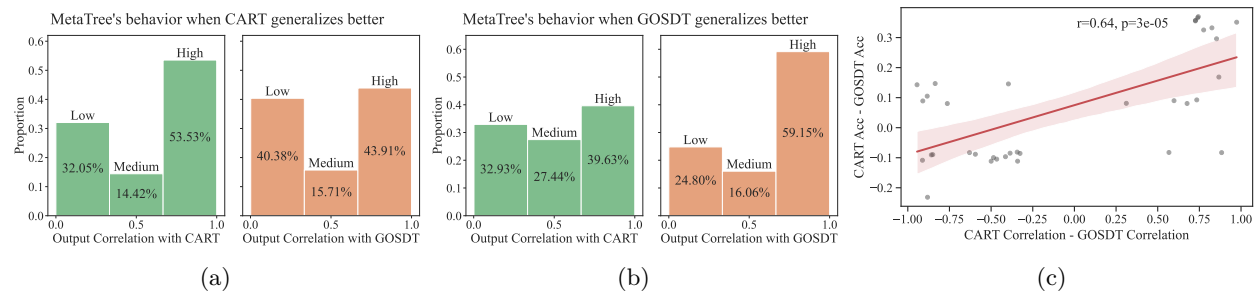 MetaTree's behavior when CART generalizes better
Proportion
0.6
0.5
0.4
0.3
0.2
0.1
0.0
Low
32.05%
Medium
14.42%
High
53.53%
0.0 0.5 1.0
Output Correlation with CART
Low
40.38%
Medium
15.71%
High
43.91%
0.0 0.5 1.0
Output Correlation with GOSDT
(a)
MetaTree's behavior when GOSDT generalizes better
Proportion
0.6
0.5
0.4
0.3
0.2
0.1
0.0
Low
32.93%
Medium
27.44%
High
39.63%
0.0 0.5 1.0
Output Correlation with CART
Low
24.80%
Medium
16.06%
High
59.15%
0.0 0.5 1.0
Output Correlation with GOSDT
(b)
r=0.64, p=3e-05
CART Acc - GOSDT Acc
0.3
0.2
0.1
0.0
−0.1
−0.2
−1.00 −0.75 −0.50 −0.25 0.00 0.25 0.50 0.75 1.00
CART Correlation - GOSDT Correlation
(c)